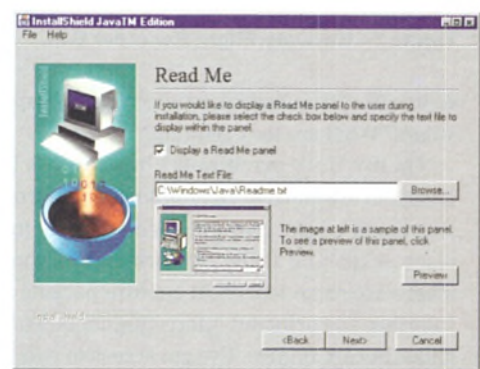 InstallShield JavaTM Edition
File Help
InstallShield
Read Me
If you would like to display a Read Me panel to the user during
installation, please select the check box below and specify the text file to
display within the panel.
Display a Read Me panel
Read Me Text File:
C:\Windows\Java\Readme.txt
Browse...
The image at left is a sample of this panel.
To see a preview of this panel, click
Preview.
Preview
InstallShield
<Back
Next>
Cancel